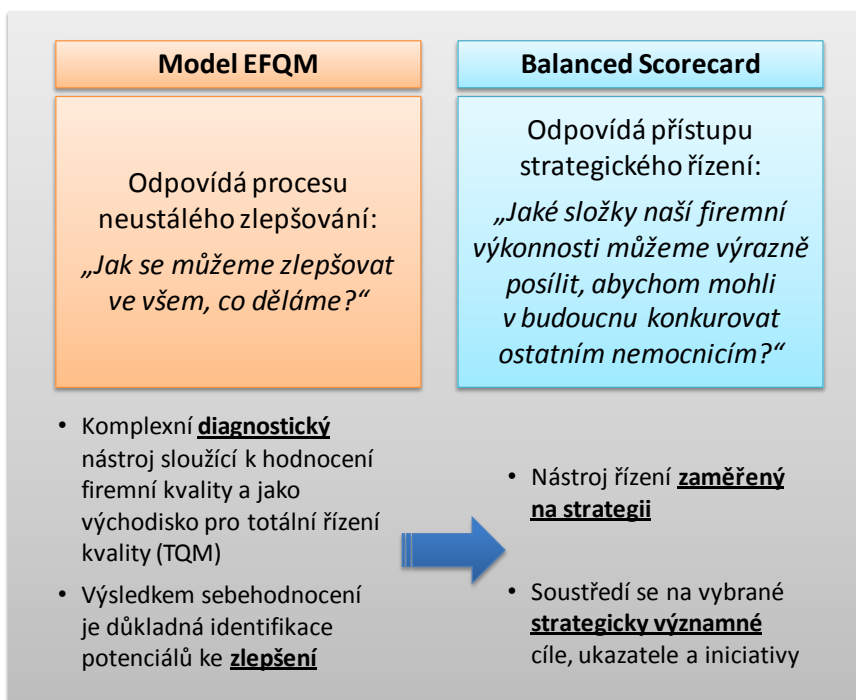 Model EFQM
Odpovídá procesu
neustálého zlepšování:
„Jak se můžeme zlepšovat
ve všem, co děláme?“
• Komplexní diagnostický
nástroj sloužící k hodnocení
firemní kvality a jako
východisko pro totální řízení
kvality (TQM)
• Výsledkem sebehodnocení
je důkladná identifikace
potenciálů ke zlepšení
Balanced Scorecard
Odpovídá přístupu
strategického řízení:
„Jaké složky naší firemní
výkonnosti můžeme výrazně
posílit, abychom mohli
v budoucnu konkurovat
ostatním nemocnicím?“
• Nástroj řízení zaměřený
na strategii
• Soustředí se na vybrané
strategicky významné
cíle, ukazatele a iniciativy